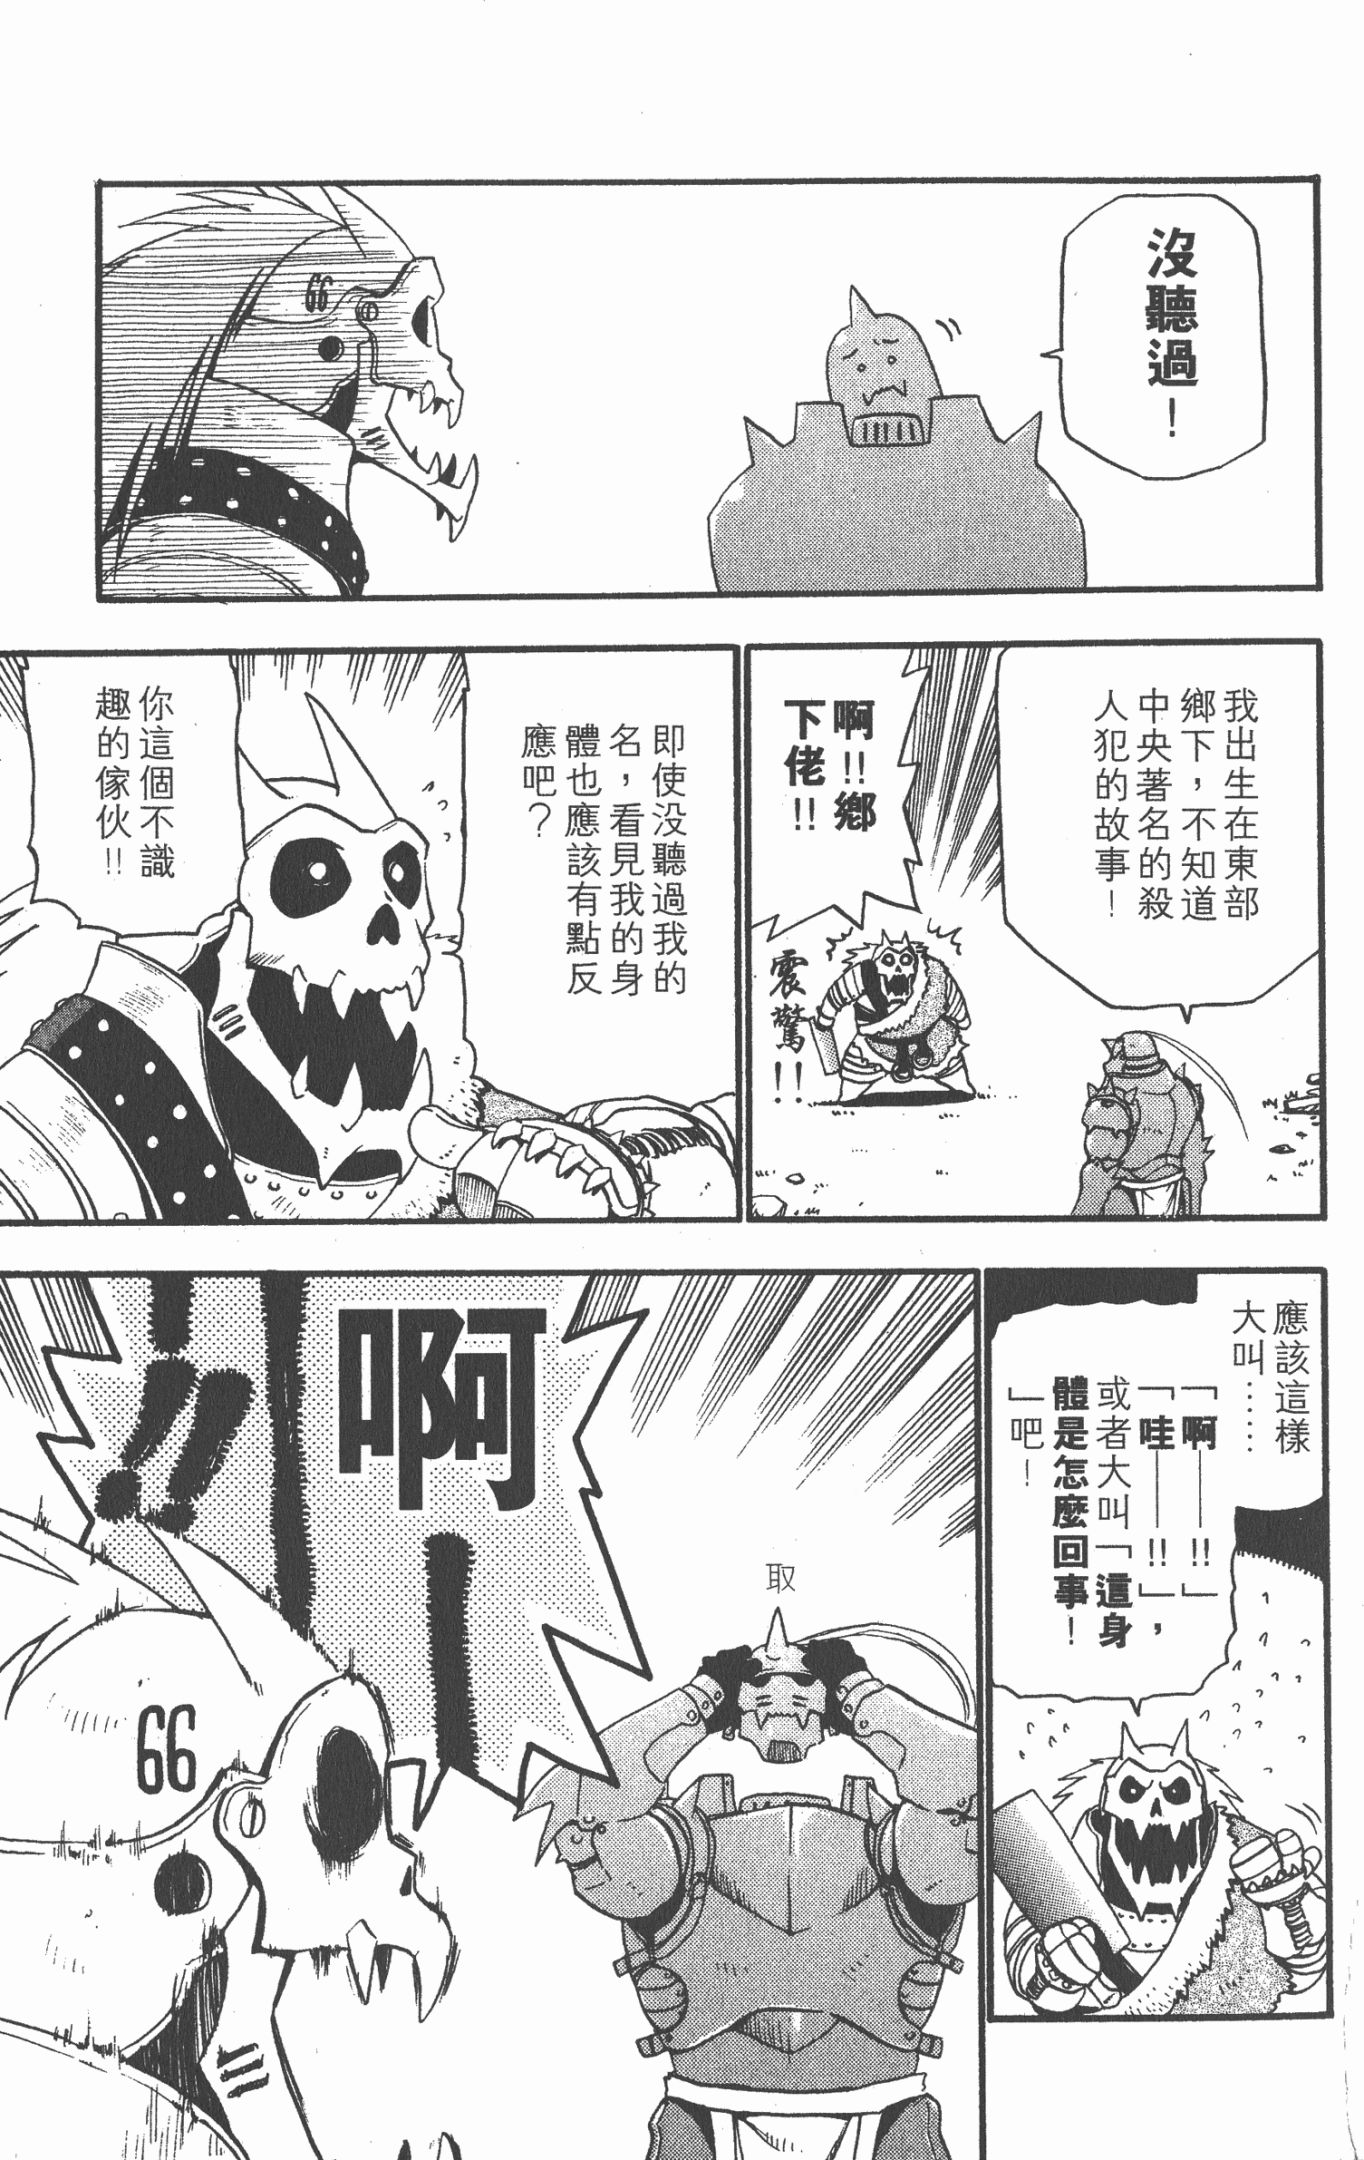 沒聽過！
66
我出生在東部
鄉下，不知道
中央著名的殺
人犯的故事！
啊!!鄉
下佬!!
震驚!!
即使没聽過我的
名，看見我的身
體也應該有點反
應吧？
你這個不識
趣的傢伙!!
應該這樣
大叫……
「啊——!!」
「哇——!!」，
或者大叫「這身
體是怎麼回事！
」吧！
取
啊——!!
66